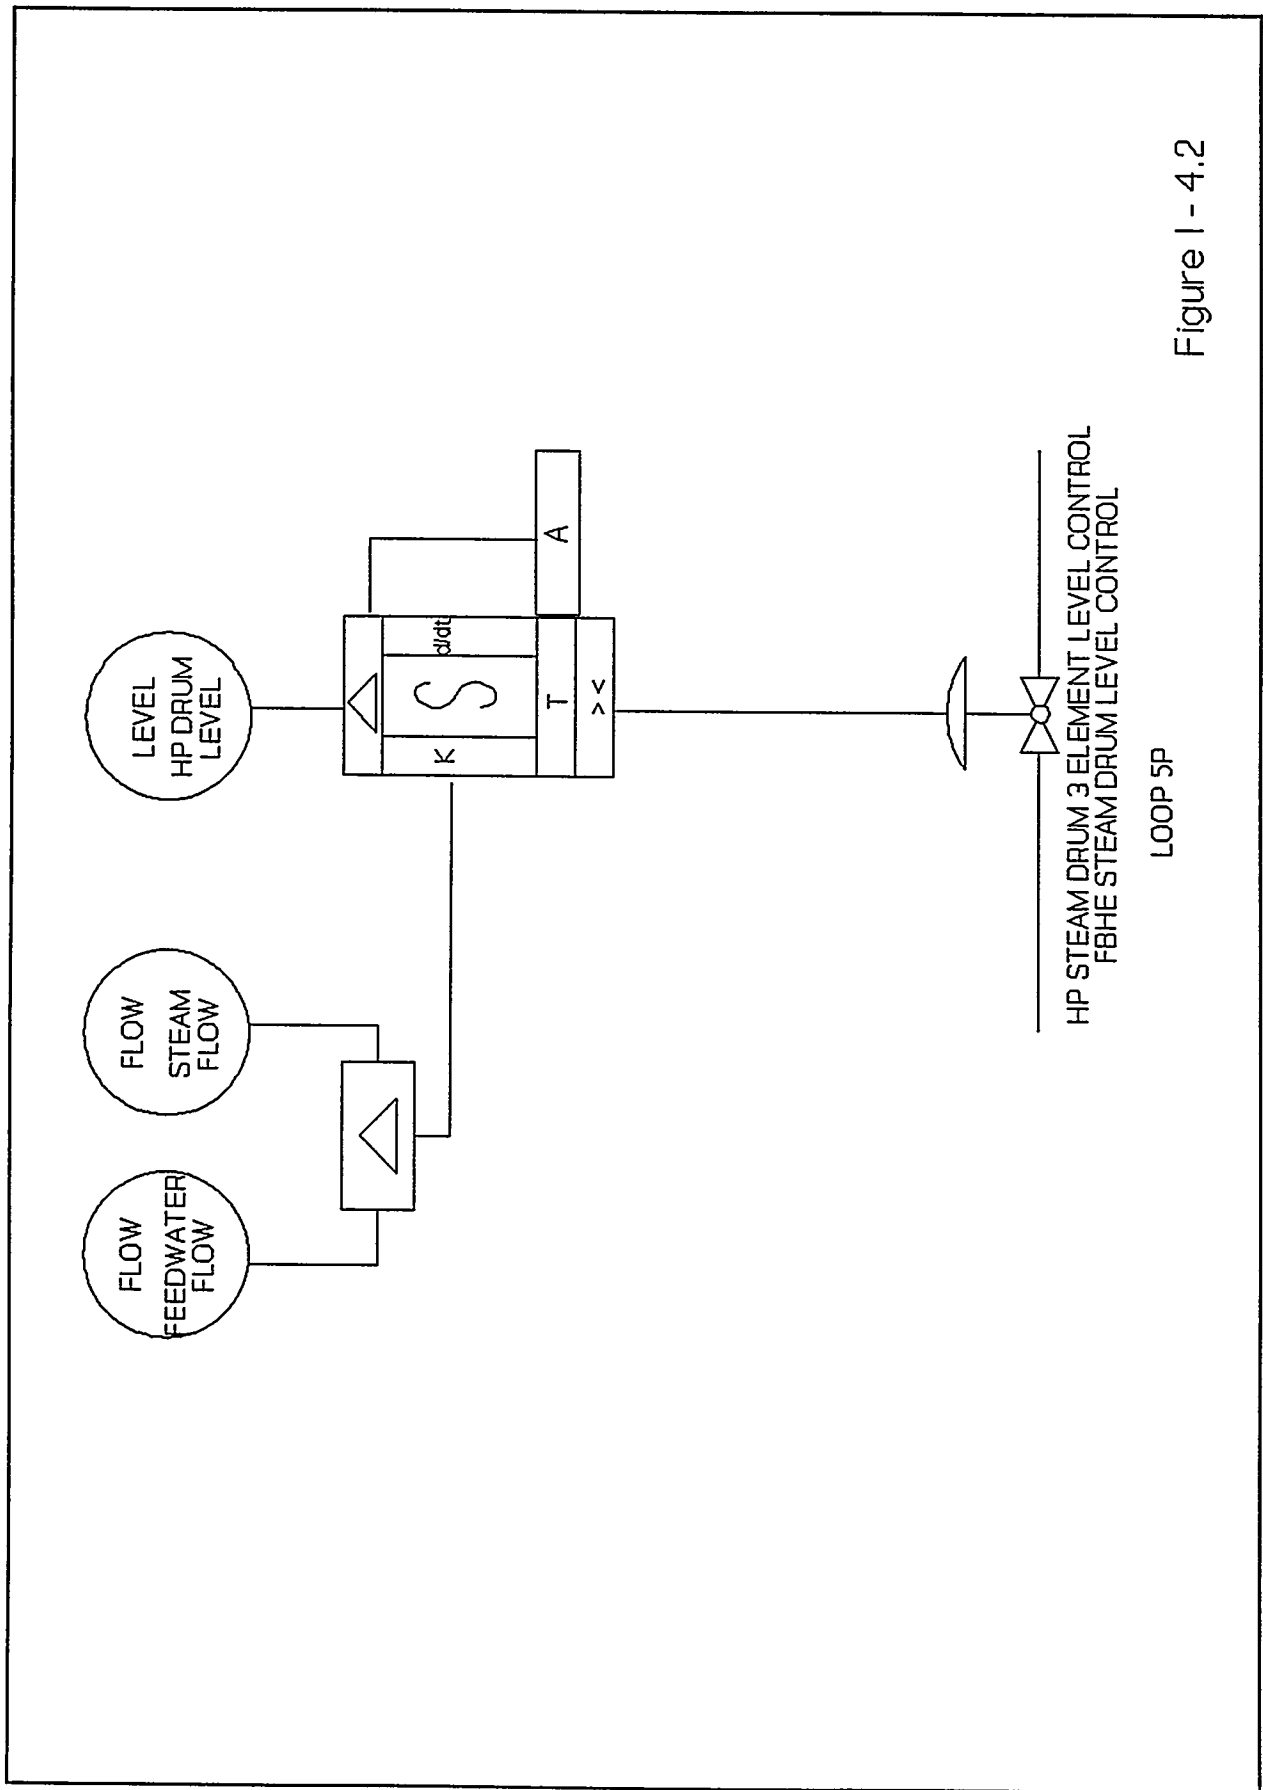 FLOW
FEEDWATER
FLOW
FLOW
STEAM
FLOW
LEVEL
HP DRUM
LEVEL
K
d/dt
T
A
> <
HP STEAM DRUM 3 ELEMENT LEVEL CONTROL
FBHE STEAM DRUM LEVEL CONTROL
LOOP 5P
Figure I - 4.2